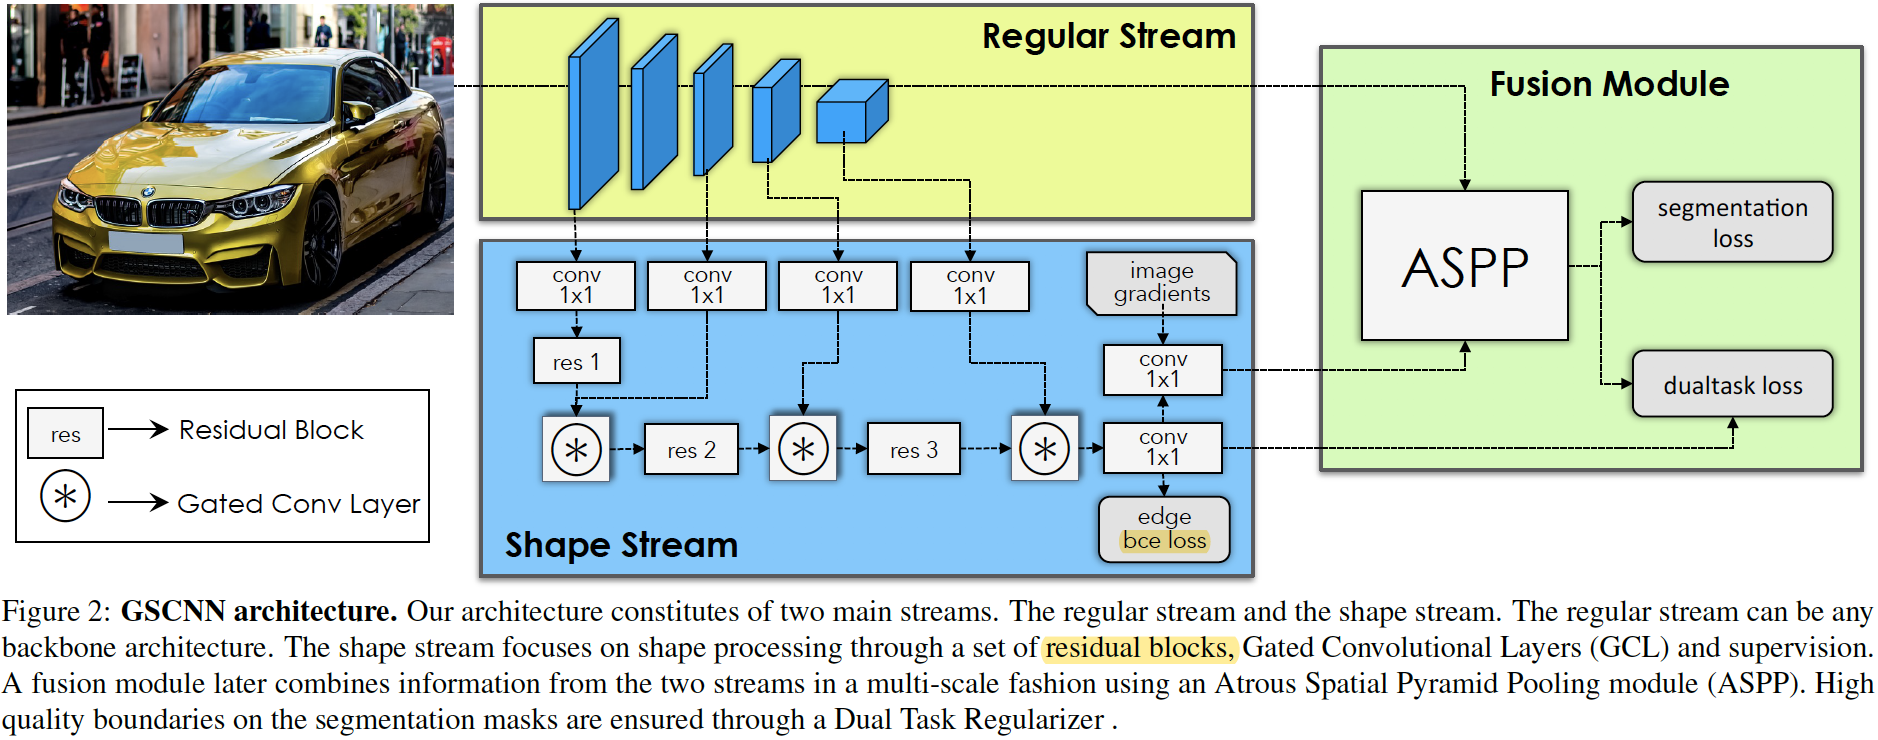 Regular Stream
Fusion Module
conv
1x1
conv
1x1
conv
1x1
conv
1x1
image
gradients
res 1
conv
1x1
res 2
res 3
conv
1x1
edge
bce loss
Shape Stream
ASPP
segmentation
loss
dualtask loss
res
Residual Block
Gated Conv Layer
Figure 2: GSCNN architecture. Our architecture constitutes of two main streams. The regular stream and the shape stream. The regular stream can be any
backbone architecture. The shape stream focuses on shape processing through a set of residual blocks, Gated Convolutional Layers (GCL) and supervision.
A fusion module later combines information from the two streams in a multi-scale fashion using an Atrous Spatial Pyramid Pooling module (ASPP). High
quality boundaries on the segmentation masks are ensured through a Dual Task Regularizer .